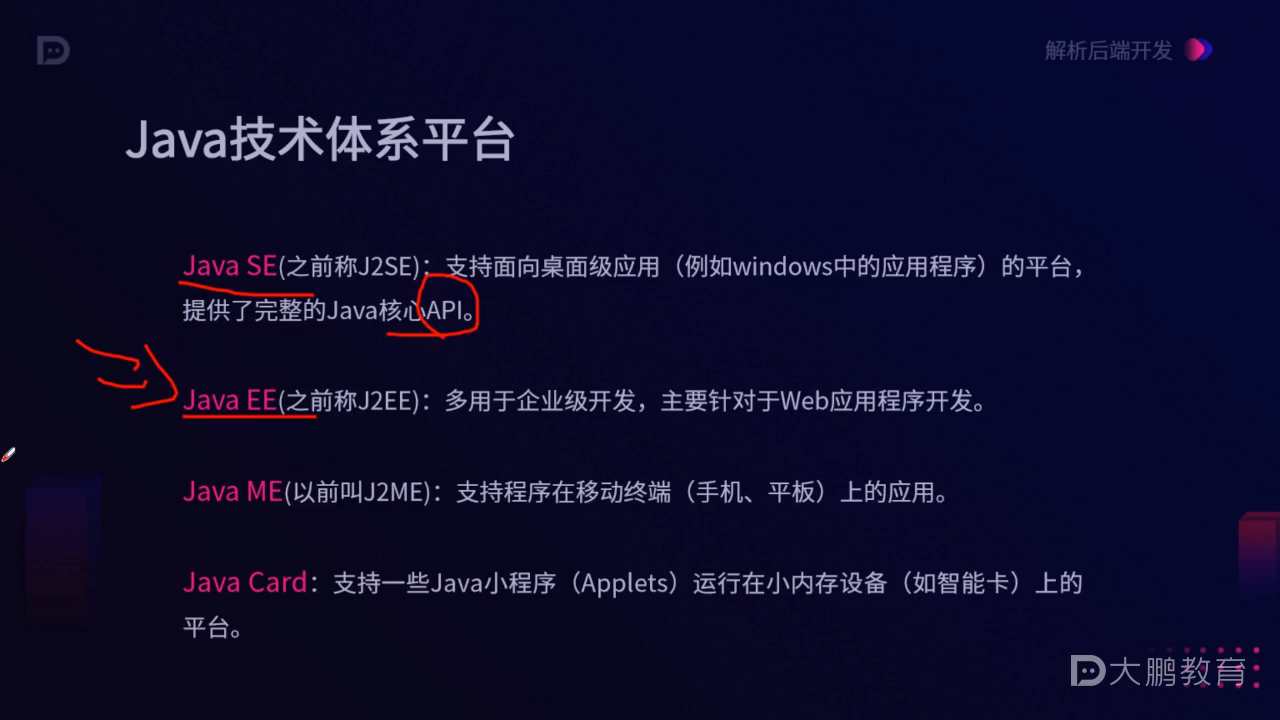 解析后端开发
Java技术体系平台
Java SE(之前称J2SE)：支持面向桌面级应用（例如windows中的应用程序）的平台，
提供了完整的Java核心API。
Java EE(之前称J2EE)：多用于企业级开发，主要针对于Web应用程序开发。
Java ME(以前叫J2ME)：支持程序在移动终端（手机、平板）上的应用。
Java Card：支持一些Java小程序（Applets）运行在小内存设备（如智能卡）上的
平台。
大鹏教育